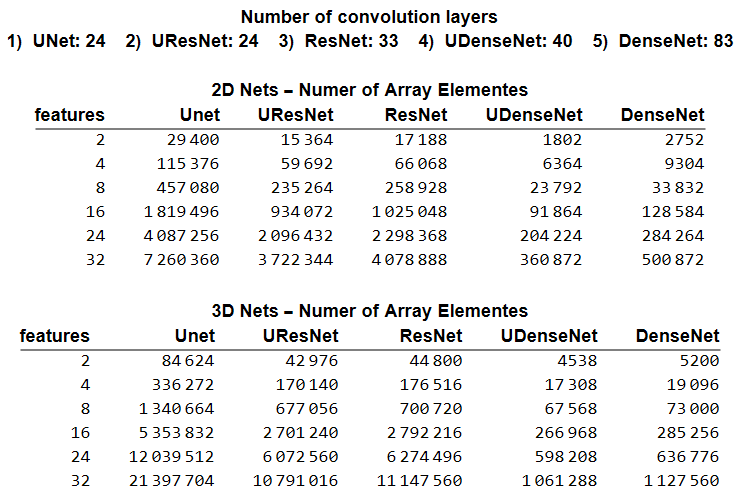 Number of convolution layers
1) UNet: 24 2) UResNet: 24 3) ResNet: 33 4) UDenseNet: 40 5) DenseNet: 83
2D Nets – Numer of Array Elementes
features Unet UResNet ResNet UDenseNet DenseNet
2 29 400 15 364 17 188 1802 2752
4 115 376 59 692 66 068 6364 9304
8 457 080 235 264 258 928 23 792 33 832
16 1 819 496 934 072 1 025 048 91 864 128 584
24 4 087 256 2 096 432 2 298 368 204 224 284 264
32 7 260 360 3 722 344 4 078 888 360 872 500 872
3D Nets – Numer of Array Elementes
features Unet UResNet ResNet UDenseNet DenseNet
2 84 624 42 976 44 800 4538 5200
4 336 272 170 140 176 516 17 308 19 096
8 1 340 664 677 056 700 720 67 568 73 000
16 5 353 832 2 701 240 2 792 216 266 968 285 256
24 12 039 512 6 072 560 6 274 496 598 208 636 776
32 21 397 704 10 791 016 11 147 560 1 061 288 1 127 560